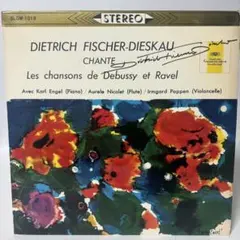 STEREO
DIETRICH FISCHER-DIESKAU
CHANTE
Les chansons de Debussy et Ravel
Avec Karl Engel (Piano) / Aurele Nicolet (Flute) / Irmgard Poppen (Violoncelle)